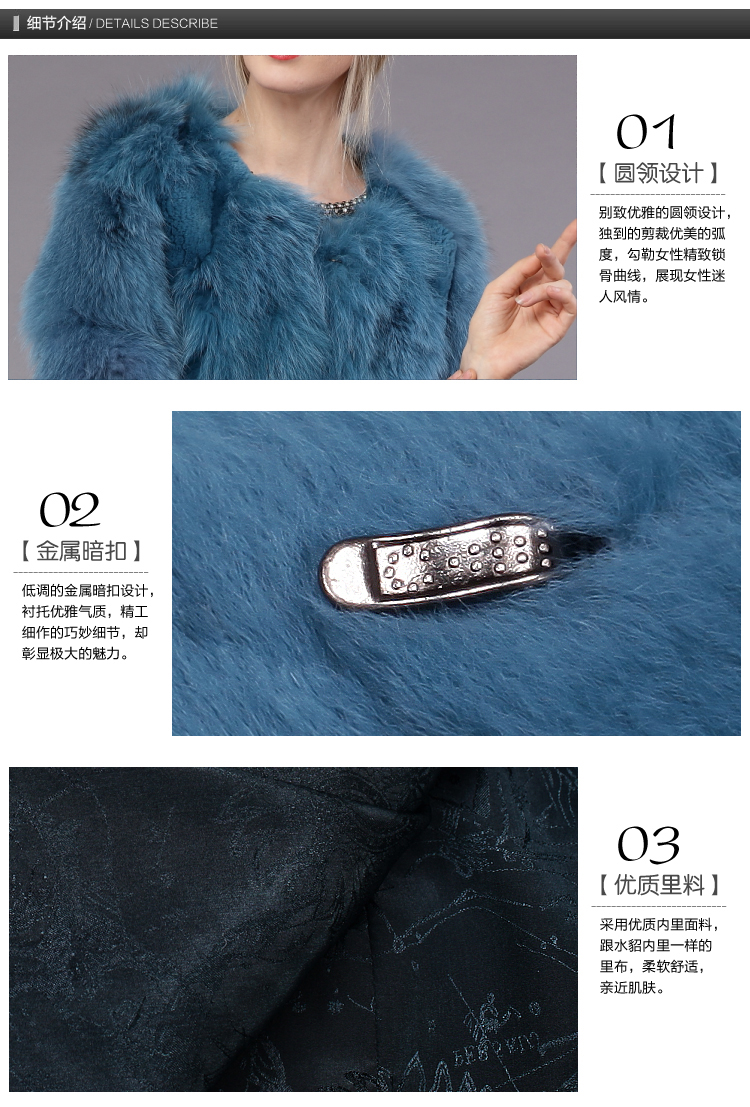 细节介绍 / DETAILS DESCRIBE
01
【 圆领设计 】
别致优雅的圆领设计，
独到的剪裁优美的弧
度，勾勒女性精致锁
骨曲线，展现女性迷
人风情。
02
【 金属暗扣 】
低调的金属暗扣设计，
衬托优雅气质，精工
细作的巧妙细节，却
彰显极大的魅力。
03
【 优质里料 】
采用优质内里面料，
跟水貂内里一样的
里布，柔软舒适，
亲近肌肤。